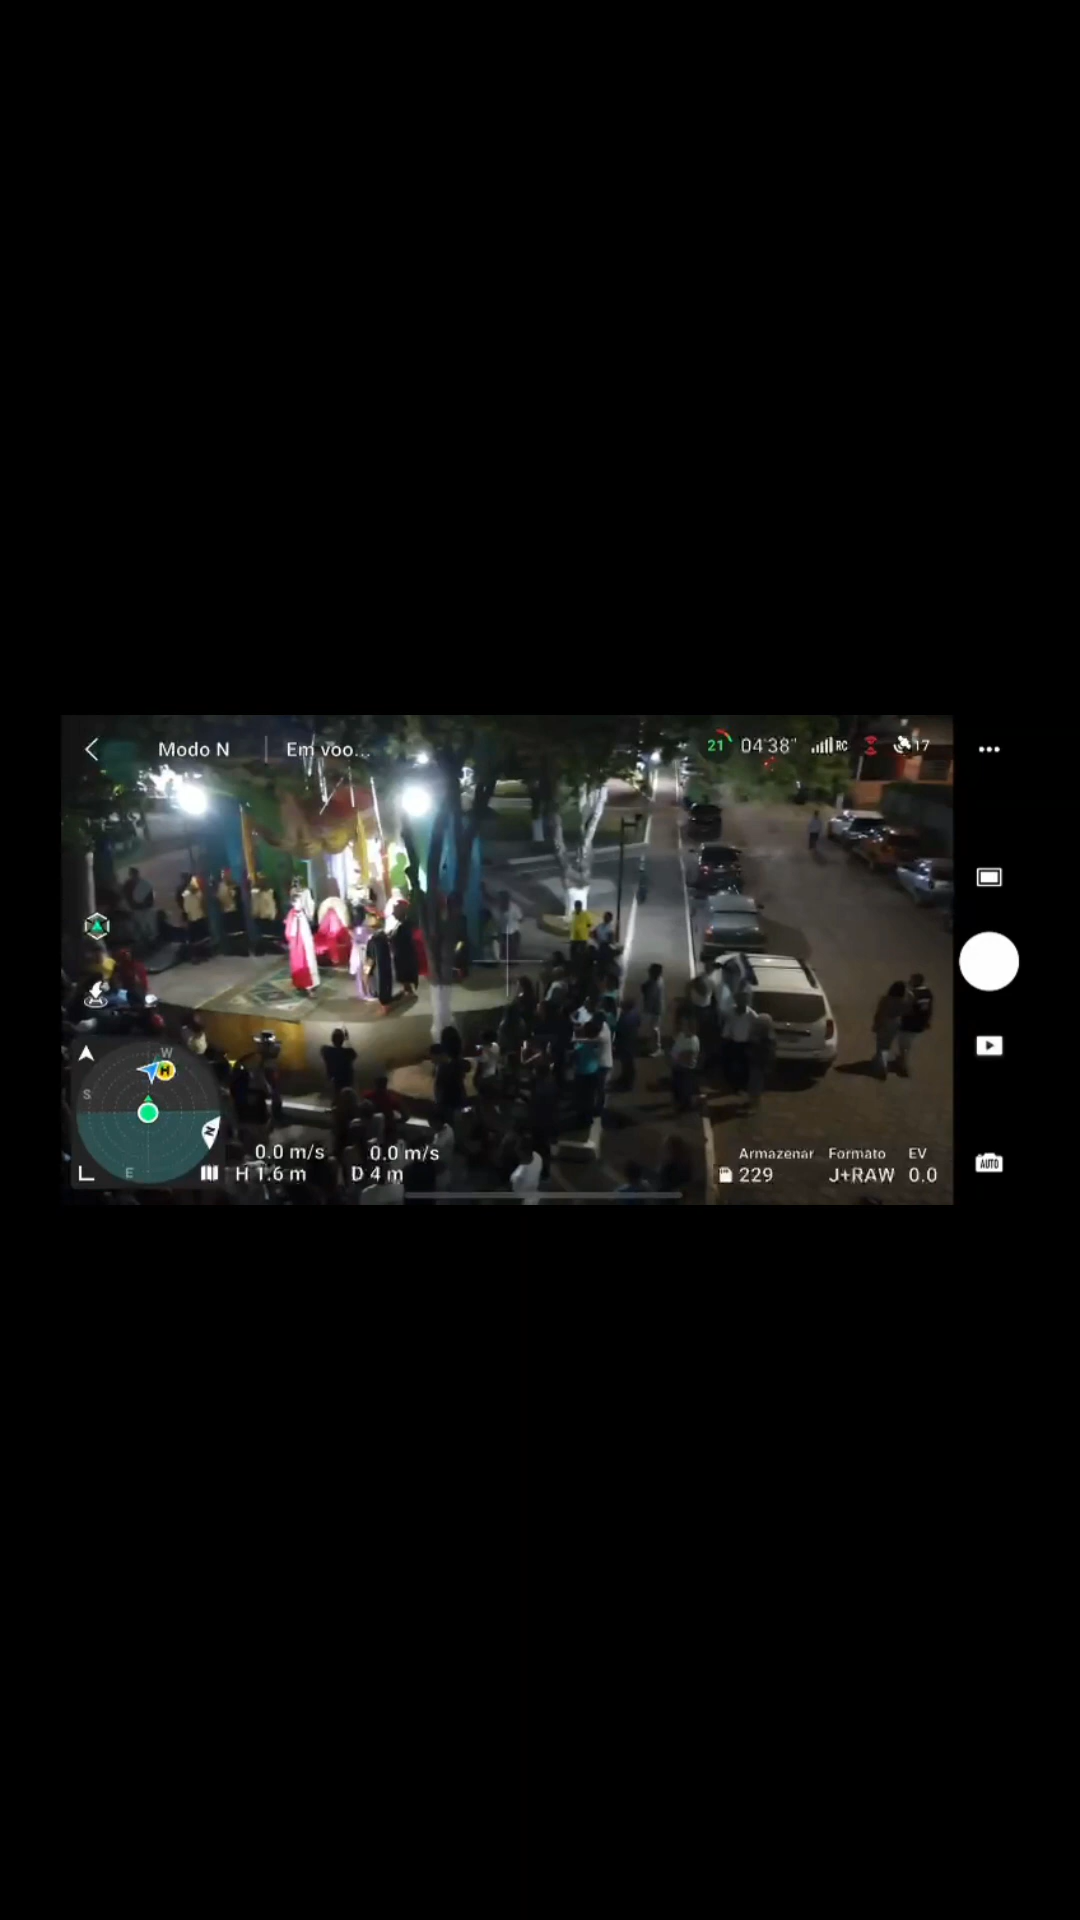 Modo N Em voo...
21 04'38" RC 17
W
H
S
N
E
0.0 m/s 0.0 m/s
H 1.6 m D 4 m
Armazenar Formato EV
229 J+RAW 0.0
AUTO